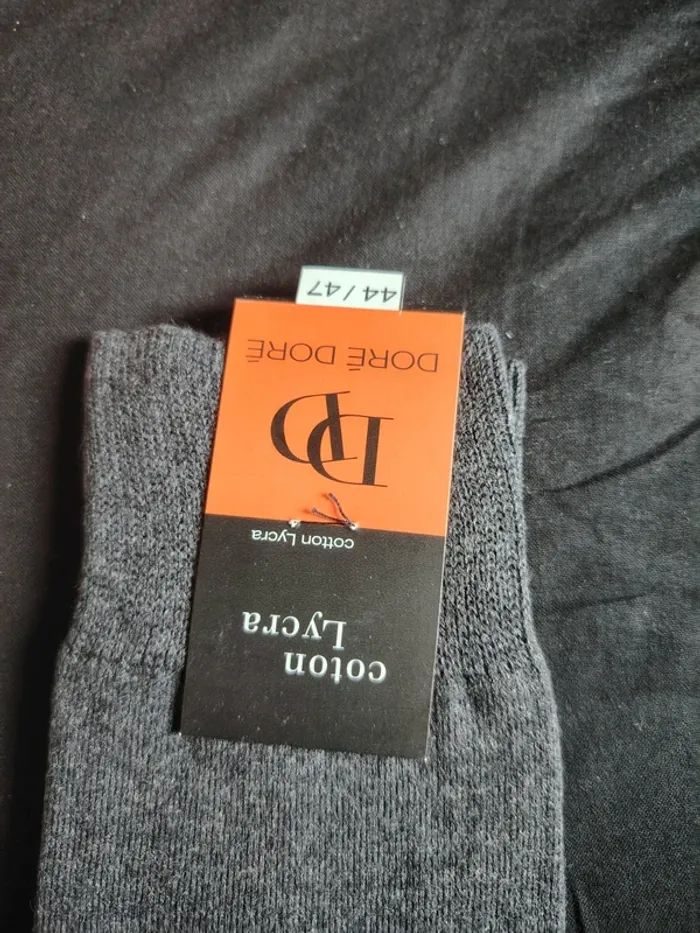 coton
Lycra
cotton Lycra
DD
DORÉ DORÉ
44 / 47